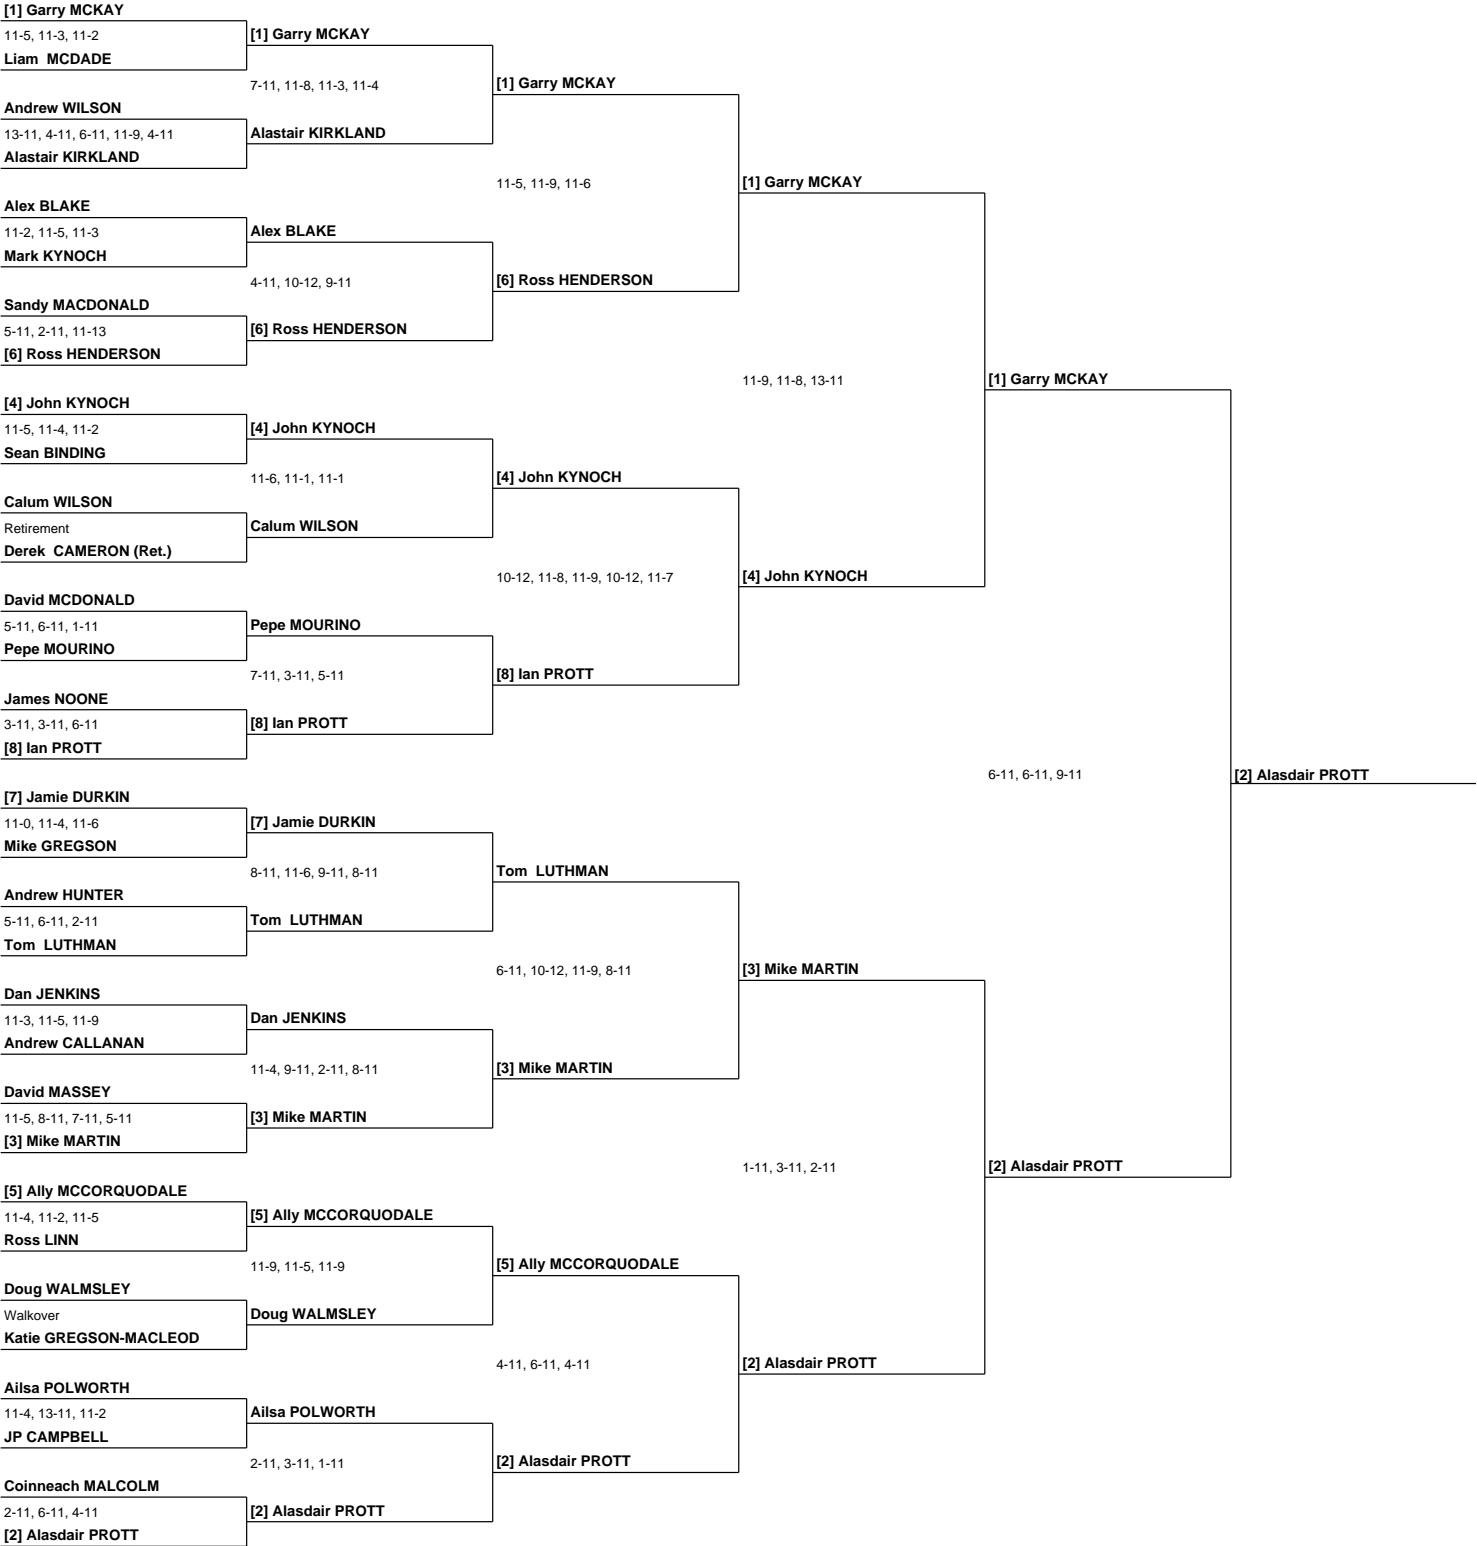 [1] Garry MCKAY
11-5, 11-3, 11-2
[1] Garry MCKAY
Liam  MCDADE
7-11, 11-8, 11-3, 11-4
[1] Garry MCKAY
Andrew WILSON
13-11, 4-11, 6-11, 11-9, 4-11
Alastair KIRKLAND
Alastair KIRKLAND
11-5, 11-9, 11-6
[1] Garry MCKAY
Alex BLAKE
11-2, 11-5, 11-3
Alex BLAKE
Mark KYNOCH
4-11, 10-12, 9-11
[6] Ross HENDERSON
Sandy MACDONALD
5-11, 2-11, 11-13
[6] Ross HENDERSON
[6] Ross HENDERSON
11-9, 11-8, 13-11
[1] Garry MCKAY
[4] John KYNOCH
11-5, 11-4, 11-2
[4] John KYNOCH
Sean BINDING
11-6, 11-1, 11-1
[4] John KYNOCH
Calum WILSON
Retirement
Calum WILSON
Derek  CAMERON (Ret.)
10-12, 11-8, 11-9, 10-12, 11-7
[4] John KYNOCH
David MCDONALD
5-11, 6-11, 1-11
Pepe MOURINO
Pepe MOURINO
7-11, 3-11, 5-11
[8] Ian PROTT
James NOONE
3-11, 3-11, 6-11
[8] Ian PROTT
[8] Ian PROTT
6-11, 6-11, 9-11
[2] Alasdair PROTT
[7] Jamie DURKIN
11-0, 11-4, 11-6
[7] Jamie DURKIN
Mike GREGSON
8-11, 11-6, 9-11, 8-11
Tom  LUTHMAN
Andrew HUNTER
5-11, 6-11, 2-11
Tom  LUTHMAN
Tom  LUTHMAN
6-11, 10-12, 11-9, 8-11
[3] Mike MARTIN
Dan JENKINS
11-3, 11-5, 11-9
Dan JENKINS
Andrew CALLANAN
11-4, 9-11, 2-11, 8-11
[3] Mike MARTIN
David MASSEY
11-5, 8-11, 7-11, 5-11
[3] Mike MARTIN
[3] Mike MARTIN
1-11, 3-11, 2-11
[2] Alasdair PROTT
[5] Ally MCCORQUODALE
11-4, 11-2, 11-5
[5] Ally MCCORQUODALE
Ross LINN
11-9, 11-5, 11-9
[5] Ally MCCORQUODALE
Doug WALMSLEY
Walkover
Doug WALMSLEY
Katie GREGSON-MACLEOD
4-11, 6-11, 4-11
[2] Alasdair PROTT
Ailsa POLWORTH
11-4, 13-11, 11-2
Ailsa POLWORTH
JP CAMPBELL
2-11, 3-11, 1-11
[2] Alasdair PROTT
Coinneach MALCOLM
2-11, 6-11, 4-11
[2] Alasdair PROTT
[2] Alasdair PROTT